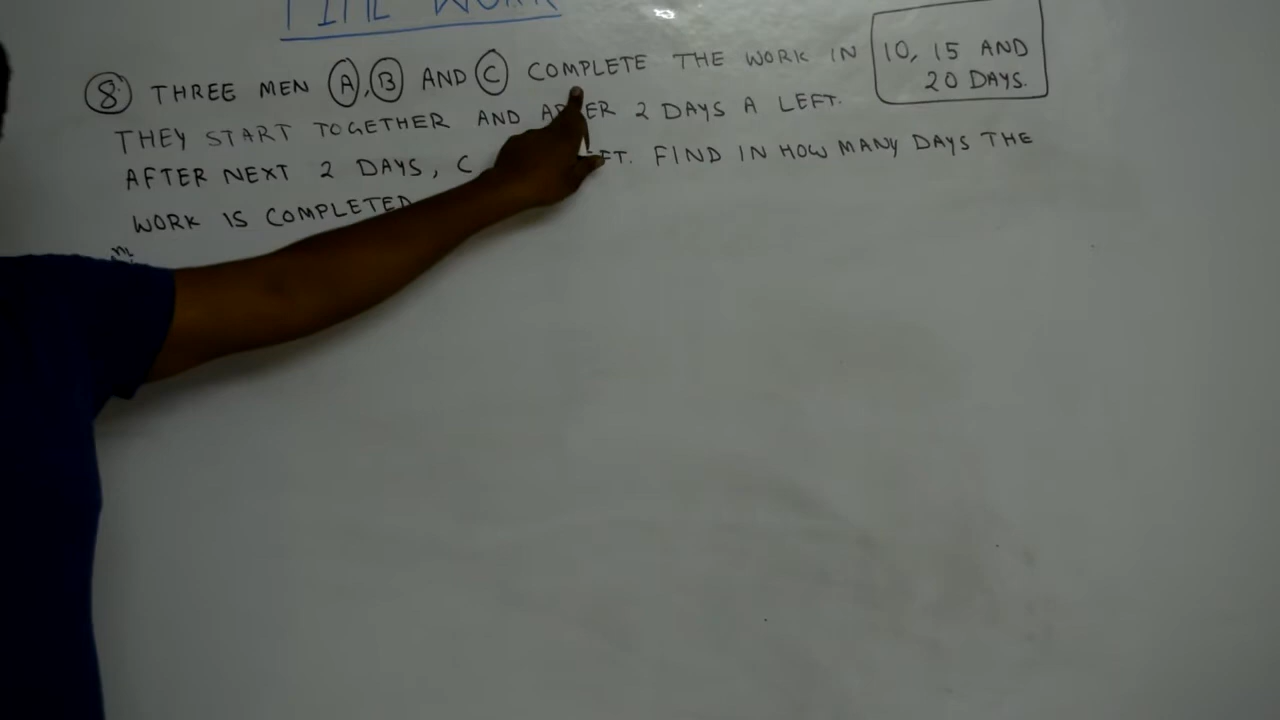 TIME WORK
8. THREE MEN A, B AND C COMPLETE THE WORK IN 10, 15 AND
20 DAYS.
THEY START TOGETHER AND AFTER 2 DAYS A LEFT.
AFTER NEXT 2 DAYS, C LEFT. FIND IN HOW MANY DAYS THE
WORK IS COMPLETED